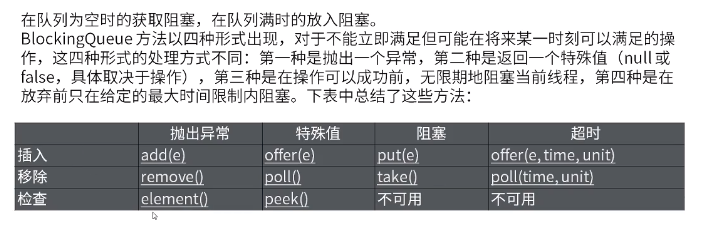 在队列为空时的获取阻塞，在队列满时的放入阻塞。
BlockingQueue 方法以四种形式出现，对于不能立即满足但可能在将来某一时刻可以满足的操
作，这四种形式的处理方式不同：第一种是抛出一个异常，第二种是返回一个特殊值（null 或
false，具体取决于操作），第三种是在操作可以成功前，无限期地阻塞当前线程，第四种是在
放弃前只在给定的最大时间限制内阻塞。下表中总结了这些方法：
抛出异常 特殊值 阻塞 超时
插入 add(e) offer(e) put(e) offer(e, time, unit)
移除 remove() poll() take() poll(time, unit)
检查 element() peek() 不可用 不可用